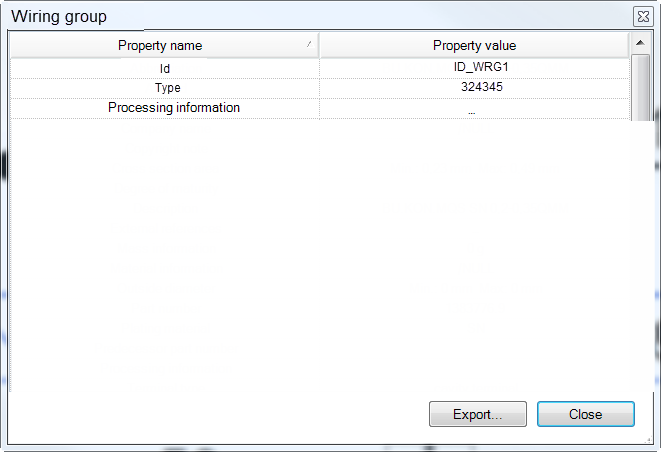 Wiring group
Property name Property value
Id ID_WRG1
Type 324345
Processing information ...
Export... Close